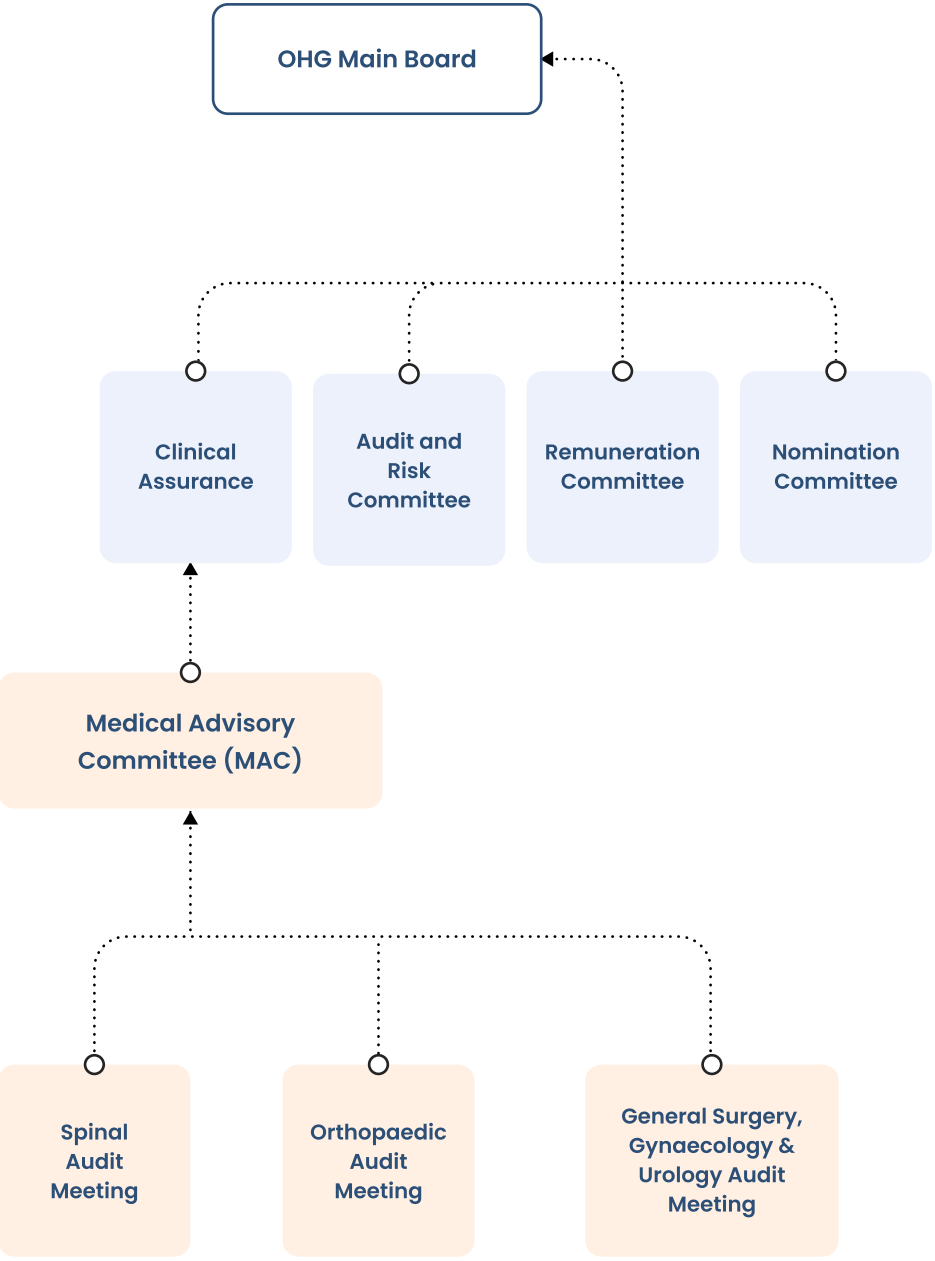 OHG Main Board
Clinical
Assurance
Audit and
Risk
Committee
Remuneration
Committee
Nomination
Committee
Medical Advisory
Committee (MAC)
Spinal
Audit
Meeting
Orthopaedic
Audit
Meeting
General Surgery,
Gynaecology &
Urology Audit
Meeting